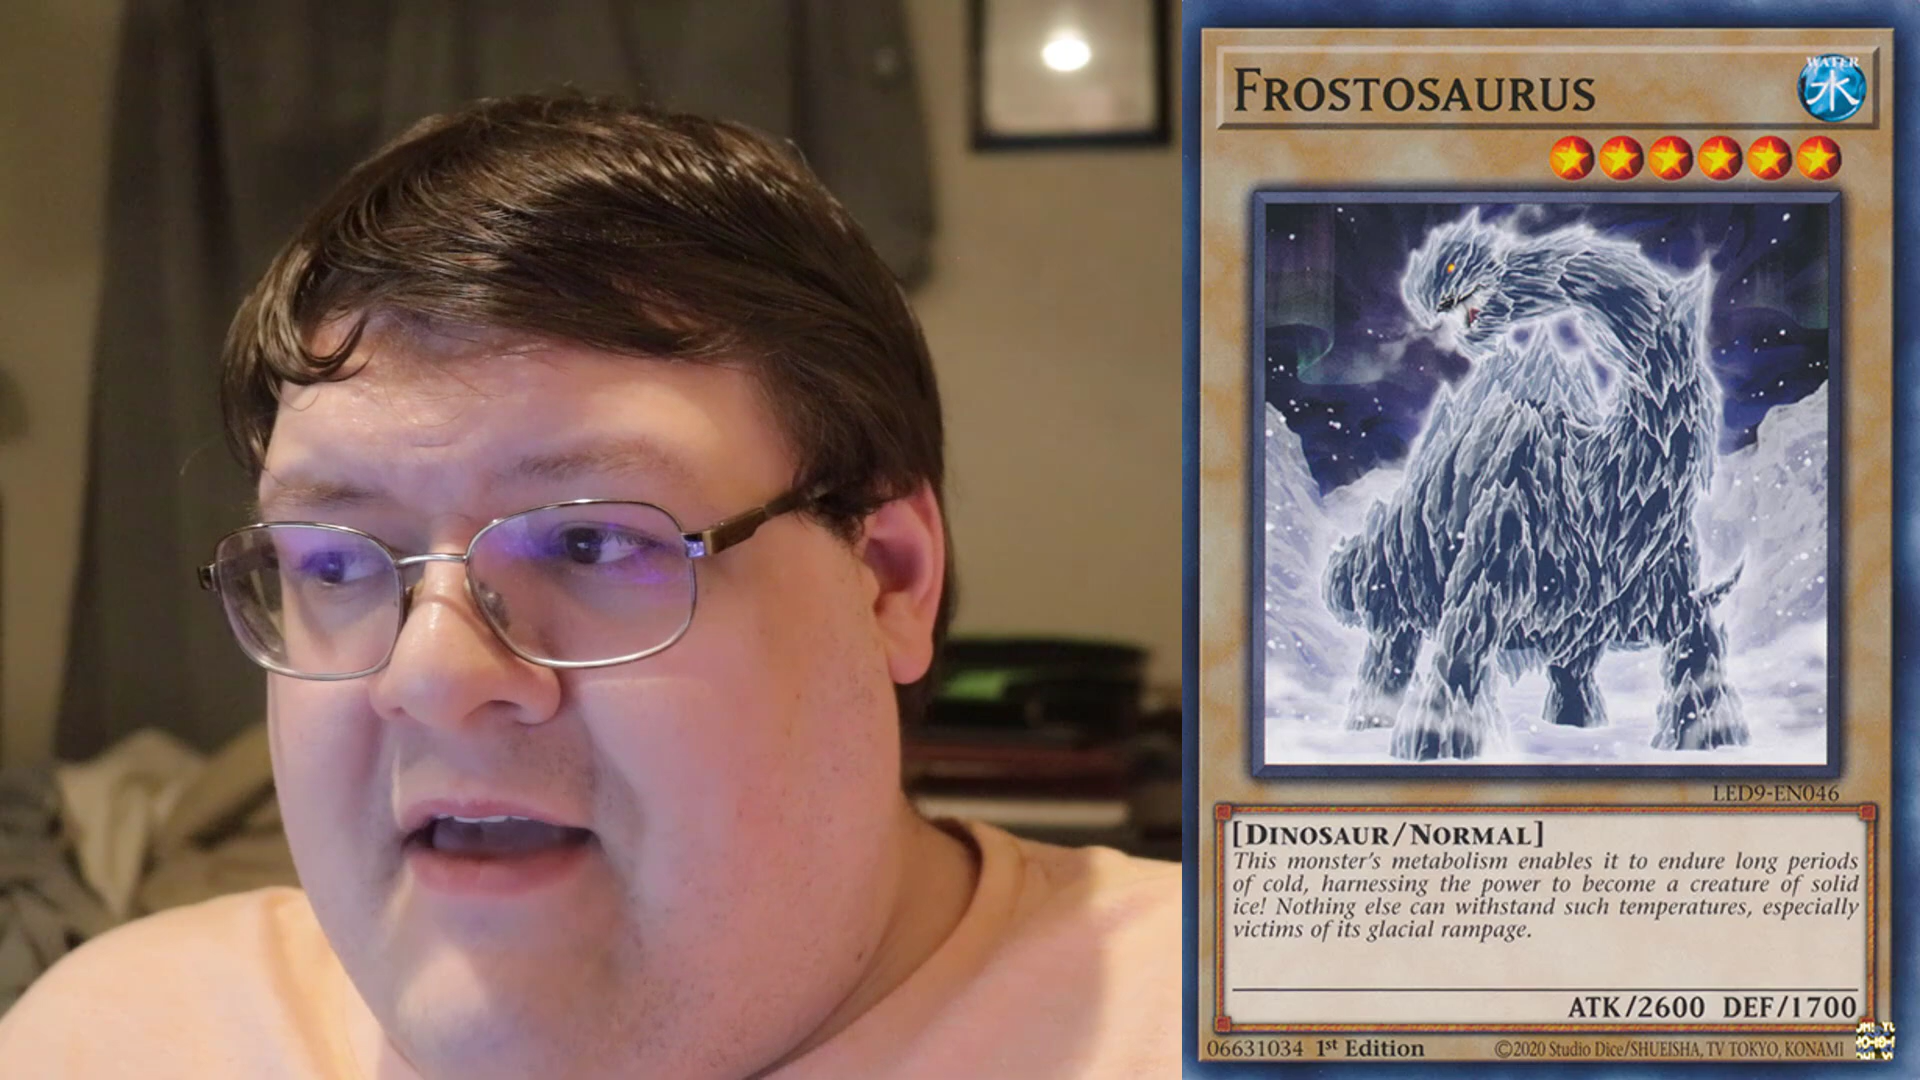 FROSTOSAURUS
WATER
水
LED9-EN046
[DINOSAUR/NORMAL]
This monster's metabolism enables it to endure long periods
of cold, harnessing the power to become a creature of solid
ice! Nothing else can withstand such temperatures, especially
victims of its glacial rampage.
ATK/2600 DEF/1700
06631034 1st Edition ©2020 Studio Dice/SHUEISHA, TV TOKYO, KONAMI